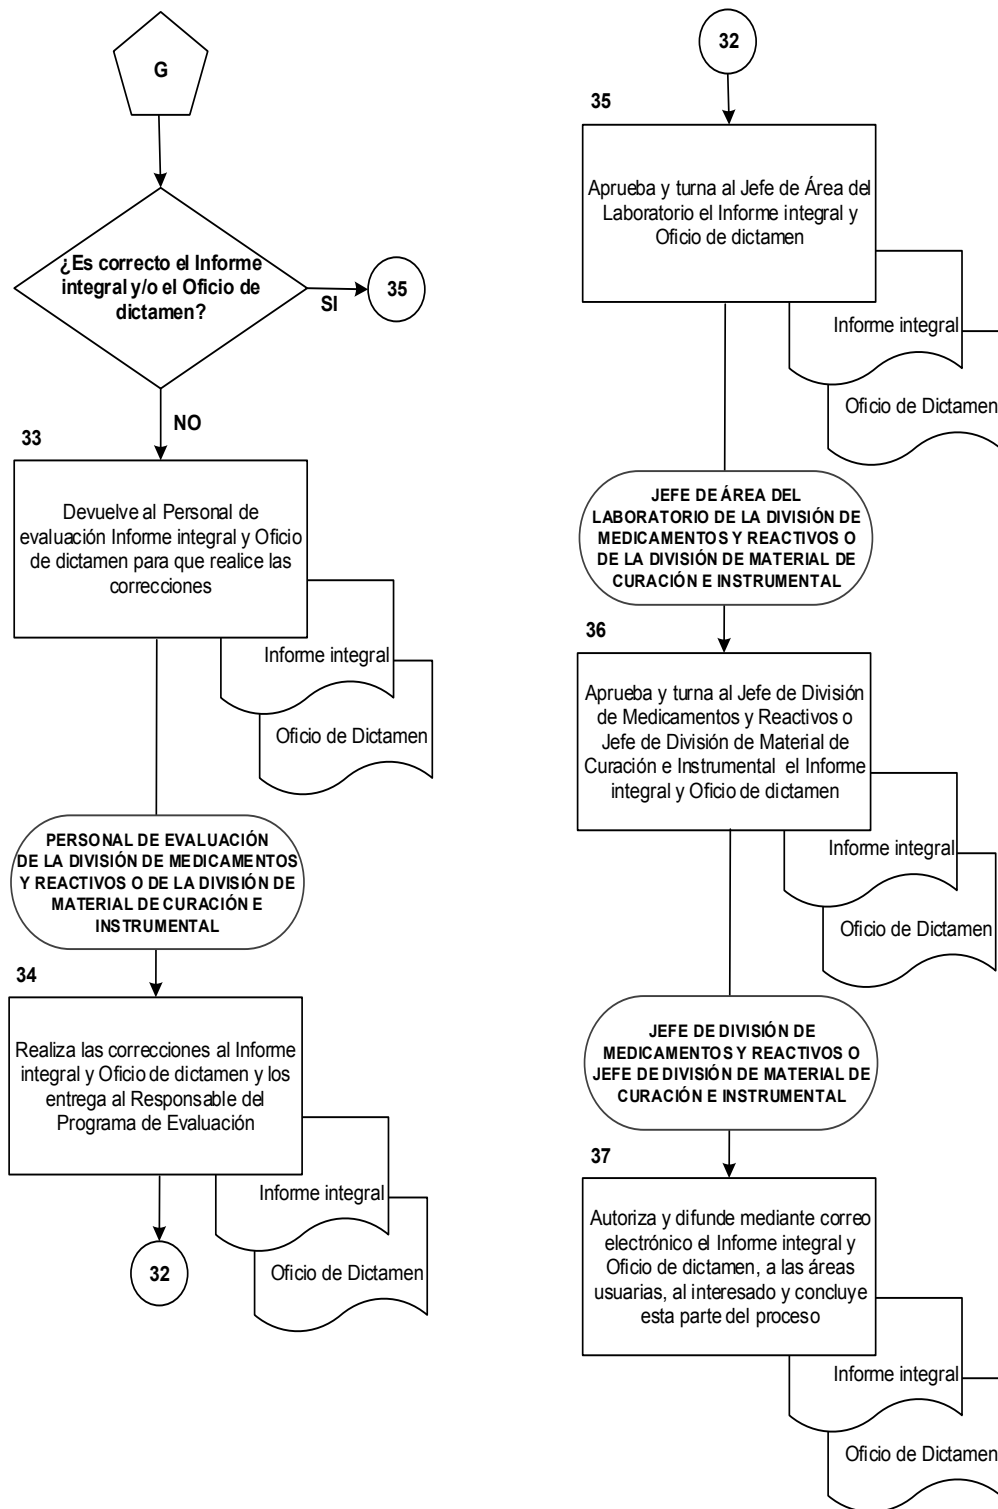 G
¿Es correcto el Informe
integral y/o el Oficio de
dictamen?
SI
35
NO
33
Devuelve al Personal de
evaluación Informe integral y Oficio
de dictamen para que realice las
correcciones
Informe integral
Oficio de Dictamen
PERSONAL DE EVALUACIÓN
DE LA DIVISIÓN DE MEDICAMENTOS
Y REACTIVOS O DE LA DIVISIÓN DE
MATERIAL DE CURACIÓN E
INSTRUMENTAL
34
Realiza las correcciones al Informe
integral y Oficio de dictamen y los
entrega al Responsable del
Programa de Evaluación
Informe integral
Oficio de Dictamen
32
32
35
Aprueba y turna al Jefe de Área del
Laboratorio el Informe integral y
Oficio de dictamen
Informe integral
Oficio de Dictamen
JEFE DE ÁREA DEL
LABORATORIO DE LA DIVISIÓN DE
MEDICAMENTOS Y REACTIVOS O
DE LA DIVISIÓN DE MATERIAL DE
CURACIÓN E INSTRUMENTAL
36
Aprueba y turna al Jefe de División
de Medicamentos y Reactivos o
Jefe de División de Material de
Curación e Instrumental el Informe
integral y Oficio de dictamen
Informe integral
Oficio de Dictamen
JEFE DE DIVISIÓN DE
MEDICAMENTOS Y REACTIVOS O
JEFE DE DIVISIÓN DE MATERIAL DE
CURACIÓN E INSTRUMENTAL
37
Autoriza y difunde mediante correo
electrónico el Informe integral y
Oficio de dictamen, a las áreas
usuarias, al interesado y concluye
esta parte del proceso
Informe integral
Oficio de Dictamen